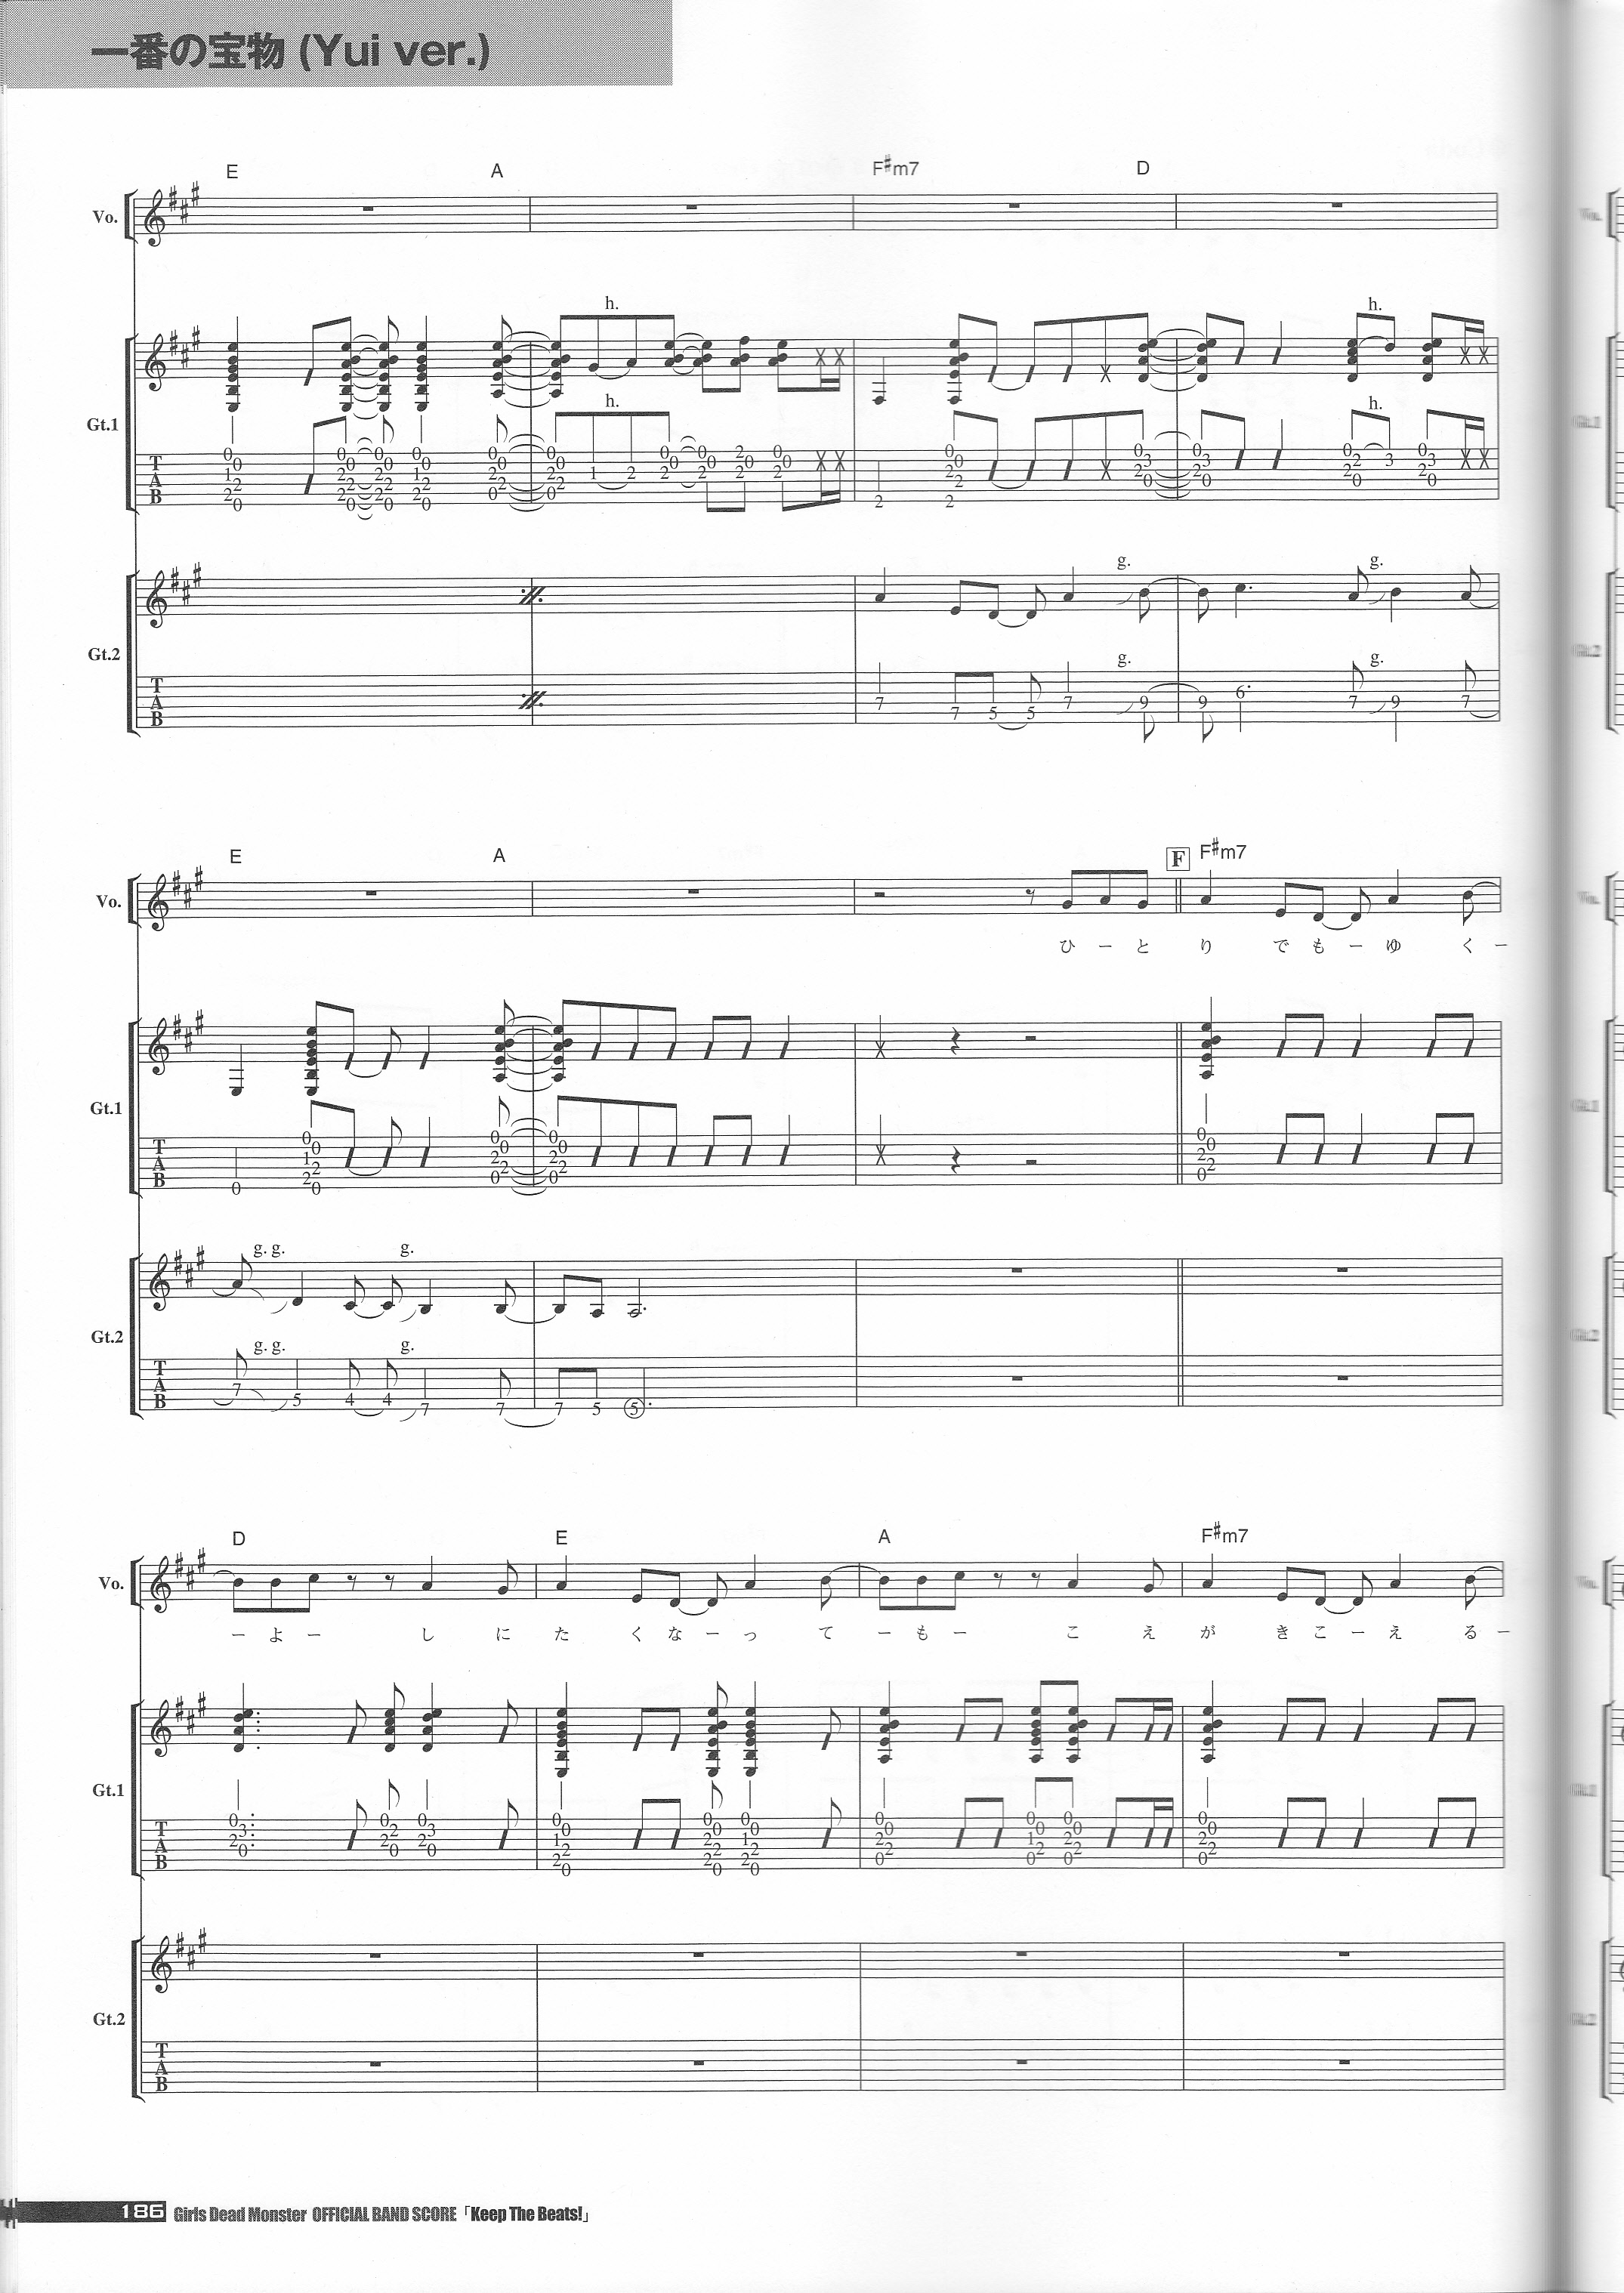 一番の宝物 (Yui ver.)
E A F#m7 D
Vo.
h. h.
Gt.1
h. h.
T A B
g. g.
Gt.2
g. g.
T A B
E A F F#m7
Vo.
ひ ー と り で も ー ゆ く ー
Gt.1
T A B
g. g. g.
Gt.2
g. g. g.
T A B
D E A F#m7
Vo.
ー よ ー し に た く な ー っ て ー も ー こ え が き こ ー え る ー
Gt.1
T A B
Gt.2
T A B
186 Girls Dead Monster OFFICIAL BAND SCORE「Keep The Beats!」